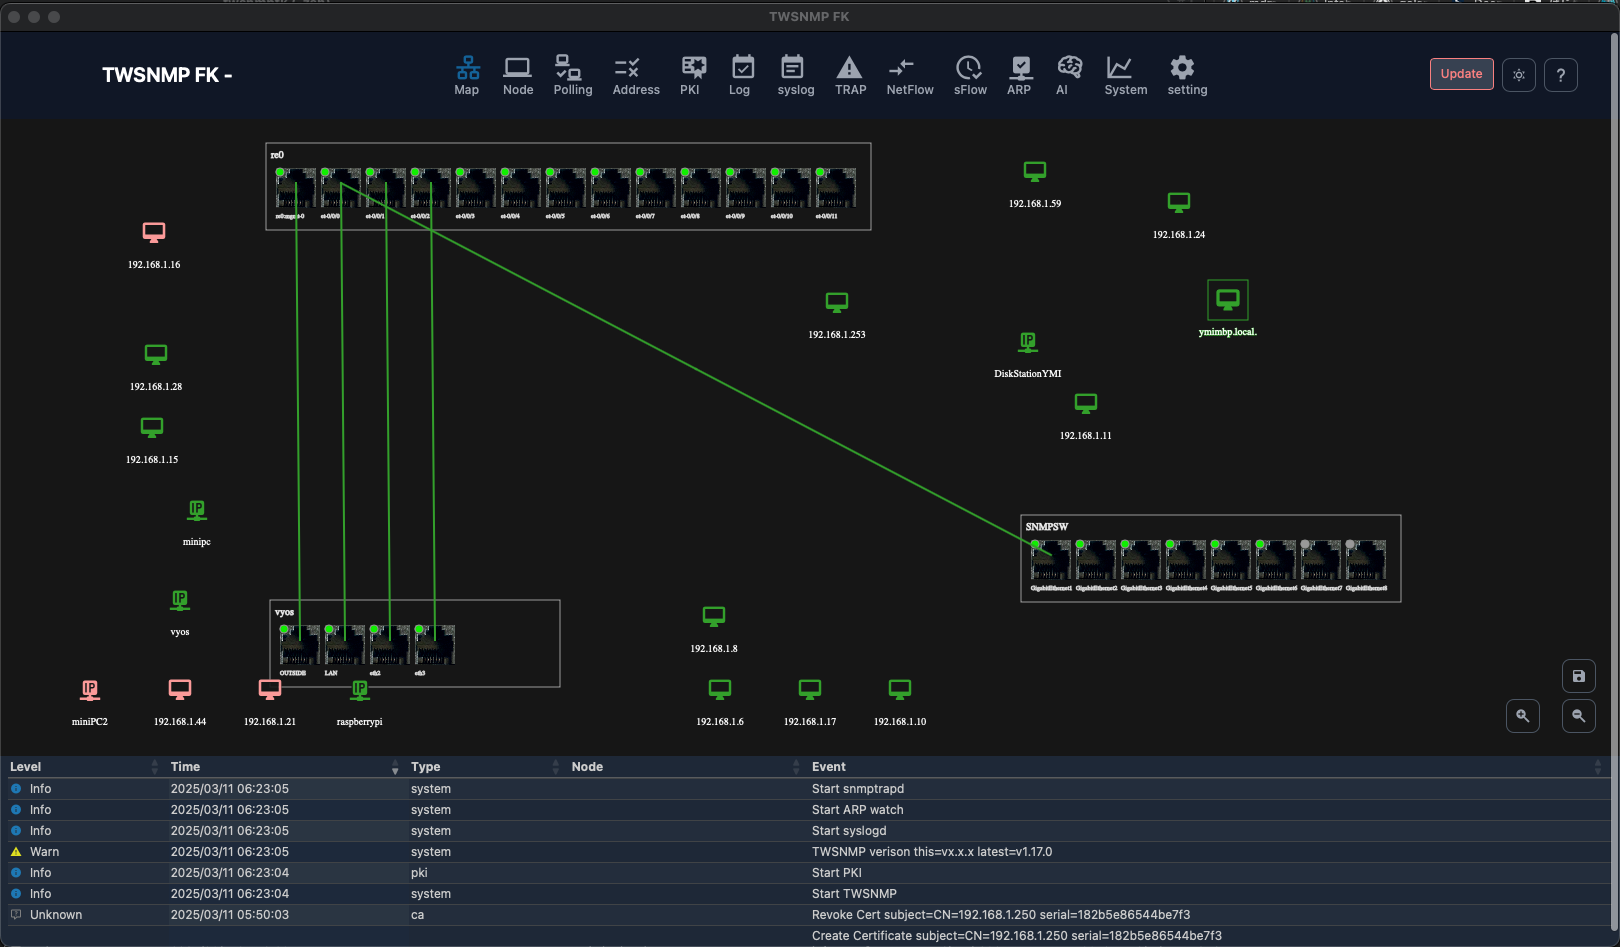 TWSNMP FK
TWSNMP FK -
Map
Node
Polling
Address
PKI
Log
syslog
TRAP
NetFlow
sFlow
ARP
AI
System
setting
Update
?
re0
et-0/0/0
et-0/0/1
et-0/0/2
et-0/0/3
et-0/0/4
et-0/0/5
et-0/0/6
et-0/0/7
et-0/0/8
et-0/0/9
et-0/0/10
et-0/0/11
192.168.1.59
192.168.1.24
192.168.1.16
192.168.1.253
ymimbp.local.
DiskStationYMI
192.168.1.28
192.168.1.11
192.168.1.15
IP
minipc
SNMPSW
GigabitEthernet1
GigabitEthernet2
GigabitEthernet3
GigabitEthernet4
GigabitEthernet5
GigabitEthernet6
GigabitEthernet7
GigabitEthernet8
IP
vyos
vyos
OUTSIDE
LAN
eth2
eth3
192.168.1.8
IP
miniPC2
192.168.1.44
192.168.1.21
IP
raspberrypi
192.168.1.6
192.168.1.17
192.168.1.10
Level Time Type Node Event
Info 2025/03/11 06:23:05 system Start snmptrapd
Info 2025/03/11 06:23:05 system Start ARP watch
Info 2025/03/11 06:23:05 system Start syslogd
Warn 2025/03/11 06:23:05 system TWSNMP verison this=vx.x.x latest=v1.17.0
Info 2025/03/11 06:23:04 pki Start PKI
Info 2025/03/11 06:23:04 system Start TWSNMP
Unknown 2025/03/11 05:50:03 ca Revoke Cert subject=CN=192.168.1.250 serial=182b5e86544be7f3
Create Certificate subject=CN=192.168.1.250 serial=182b5e86544be7f3